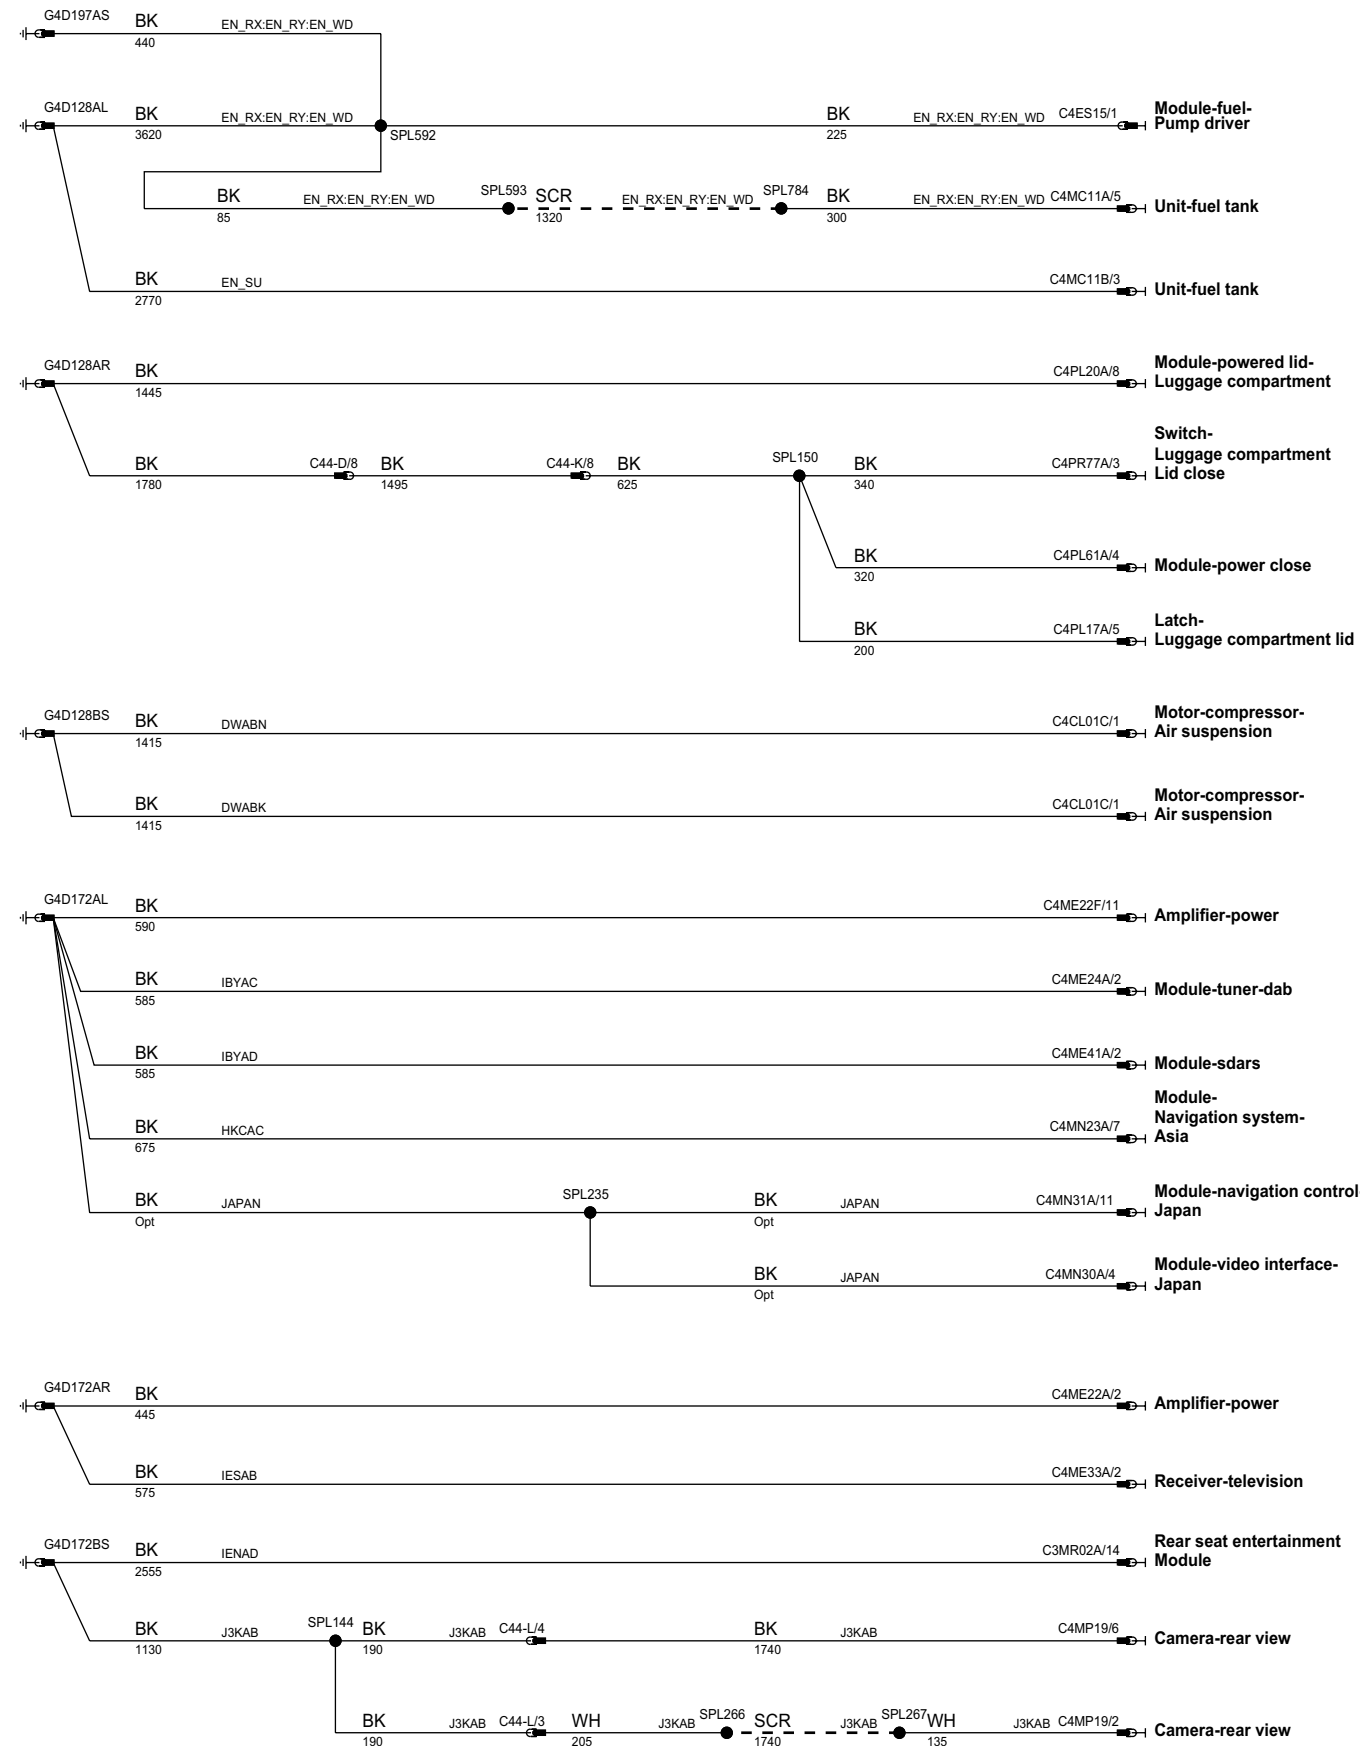 G4D197AS
BK
EN_RX:EN_RY:EN_WD
440
G4D128AL
BK
EN_RX:EN_RY:EN_WD
3620
SPL592
BK
225
EN_RX:EN_RY:EN_WD
C4ES15/1
Module-fuel-
Pump driver
BK
85
EN_RX:EN_RY:EN_WD
SPL593
SCR
1320
EN_RX:EN_RY:EN_WD
SPL784
BK
300
EN_RX:EN_RY:EN_WD
C4MC11A/5
Unit-fuel tank
BK
2770
EN_SU
C4MC11B/3
Unit-fuel tank
G4D128AR
BK
1445
C4PL20A/8
Module-powered lid-
Luggage compartment
BK
1780
C44-D/8
BK
1495
C44-K/8
BK
625
SPL150
BK
340
C4PR77A/3
Switch-
Luggage compartment
Lid close
BK
320
C4PL61A/4
Module-power close
BK
200
C4PL17A/5
Latch-
Luggage compartment lid
G4D128BS
BK
1415
DWABN
C4CL01C/1
Motor-compressor-
Air suspension
BK
1415
DWABK
C4CL01C/1
Motor-compressor-
Air suspension
G4D172AL
BK
590
C4ME22F/11
Amplifier-power
BK
585
IBYAC
C4ME24A/2
Module-tuner-dab
BK
585
IBYAD
C4ME41A/2
Module-sdars
BK
675
HKCAC
C4MN23A/7
Module-
Navigation system-
Asia
BK
Opt
JAPAN
SPL235
BK
Opt
JAPAN
C4MN31A/11
Module-navigation control-
Japan
BK
Opt
JAPAN
C4MN30A/4
Module-video interface-
Japan
G4D172AR
BK
445
C4ME22A/2
Amplifier-power
BK
575
IESAB
C4ME33A/2
Receiver-television
G4D172BS
BK
2555
IENAD
C3MR02A/14
Rear seat entertainment
Module
BK
1130
J3KAB
SPL144
BK
190
J3KAB
C44-L/4
BK
1740
J3KAB
C4MP19/6
Camera-rear view
BK
190
J3KAB
C44-L/3
WH
205
J3KAB
SPL266
SCR
1740
J3KAB
SPL267
WH
135
J3KAB
C4MP19/2
Camera-rear view